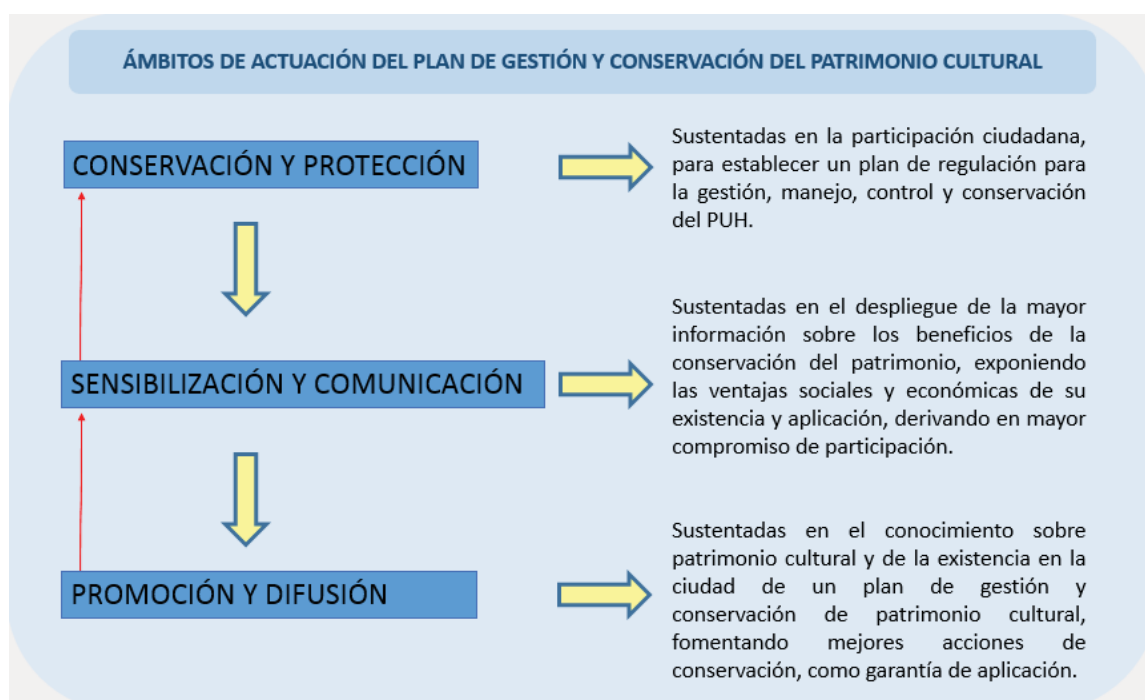 ÁMBITOS DE ACTUACIÓN DEL PLAN DE GESTIÓN Y CONSERVACIÓN DEL PATRIMONIO CULTURAL
CONSERVACIÓN Y PROTECCIÓN
Sustentadas en la participación ciudadana,
para establecer un plan de regulación para
la gestión, manejo, control y conservación
del PUH.
SENSIBILIZACIÓN Y COMUNICACIÓN
Sustentadas en el despliegue de la mayor
información sobre los beneficios de la
conservación del patrimonio, exponiendo
las ventajas sociales y económicas de su
existencia y aplicación, derivando en mayor
compromiso de participación.
PROMOCIÓN Y DIFUSIÓN
Sustentadas en el conocimiento sobre
patrimonio cultural y de la existencia en la
ciudad de un plan de gestión y
conservación de patrimonio cultural,
fomentando mejores acciones de
conservación, como garantía de aplicación.